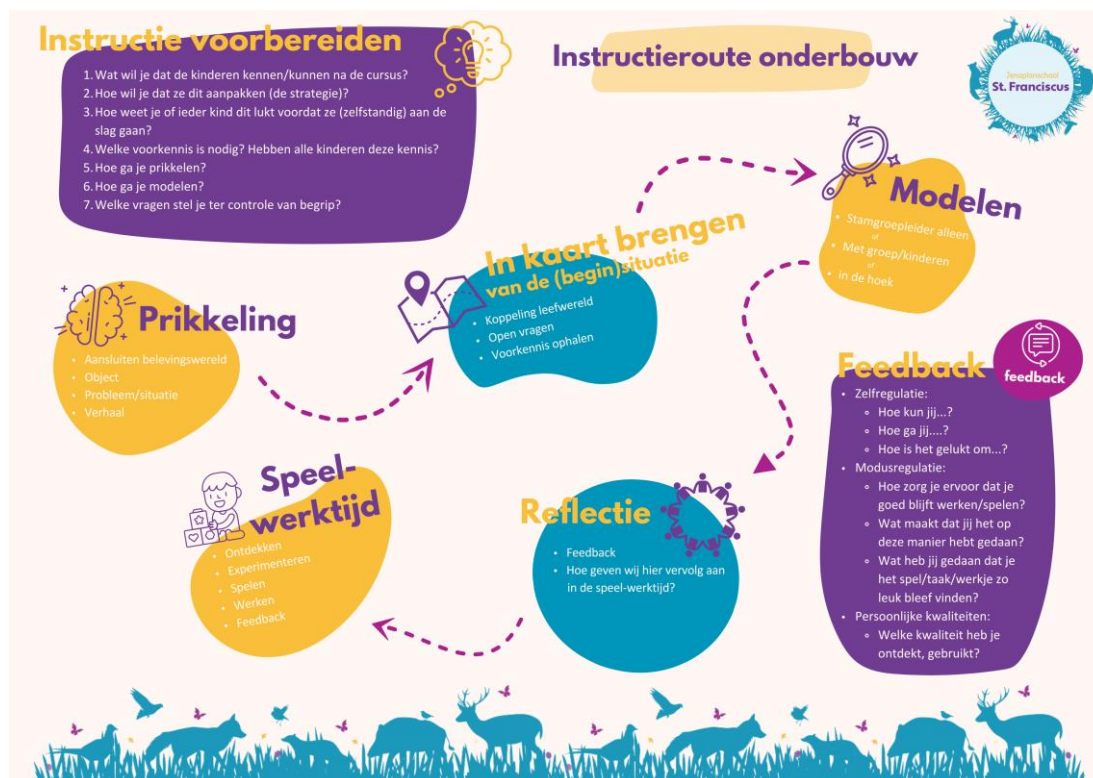 Instructie voorbereiden
1. Wat wil je dat de kinderen kennen/kunnen na de cursus?
2. Hoe wil je dat ze dit aanpakken (de strategie)?
3. Hoe weet je of ieder kind dit lukt voordat ze (zelfstandig) aan de
slag gaan?
4. Welke voorkennis is nodig? Hebben alle kinderen deze kennis?
5. Hoe ga je prikkelen?
6. Hoe ga je modelen?
7. Welke vragen stel je ter controle van begrip?
Instructieroute onderbouw
Jenaplanschool
St. Franciscus
Prikkeling
• Aansluiten belevingswereld
• Object
• Probleem/situatie
• Verhaal
In kaart brengen
van de (begin)situatie
• Koppeling leefwereld
• Open vragen
• Voorkennis ophalen
Modelen
• Stamgroepleider alleen
of
• Met groep/kinderen
of
• in de hoek
Reflectie
• Feedback
• Hoe geven wij hier vervolg aan
in de speel-werktijd?
Speel-
werktijd
• Ontdekken
• Experimenteren
• Spelen
• Werken
• Feedback
Feedback
feedback
• Zelfregulatie:
◦ Hoe kun jij...?
◦ Hoe ga jij....?
◦ Hoe is het gelukt om...?
• Modusregulatie:
◦ Hoe zorg je ervoor dat je
goed blijft werken/spelen?
◦ Wat maakt dat jij het op
deze manier hebt gedaan?
◦ Wat heb jij gedaan dat je
het spel/taak/werkje zo
leuk bleef vinden?
• Persoonlijke kwaliteiten:
◦ Welke kwaliteit heb je
ontdekt, gebruikt?